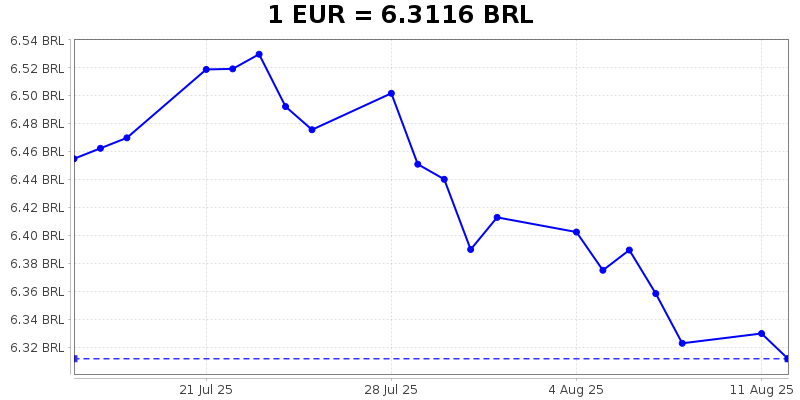 1 EUR = 6.3116 BRL
6.54 BRL
6.52 BRL
6.50 BRL
6.48 BRL
6.46 BRL
6.44 BRL
6.42 BRL
6.40 BRL
6.38 BRL
6.36 BRL
6.34 BRL
6.32 BRL
21 Jul 25 28 Jul 25 4 Aug 25 11 Aug 25